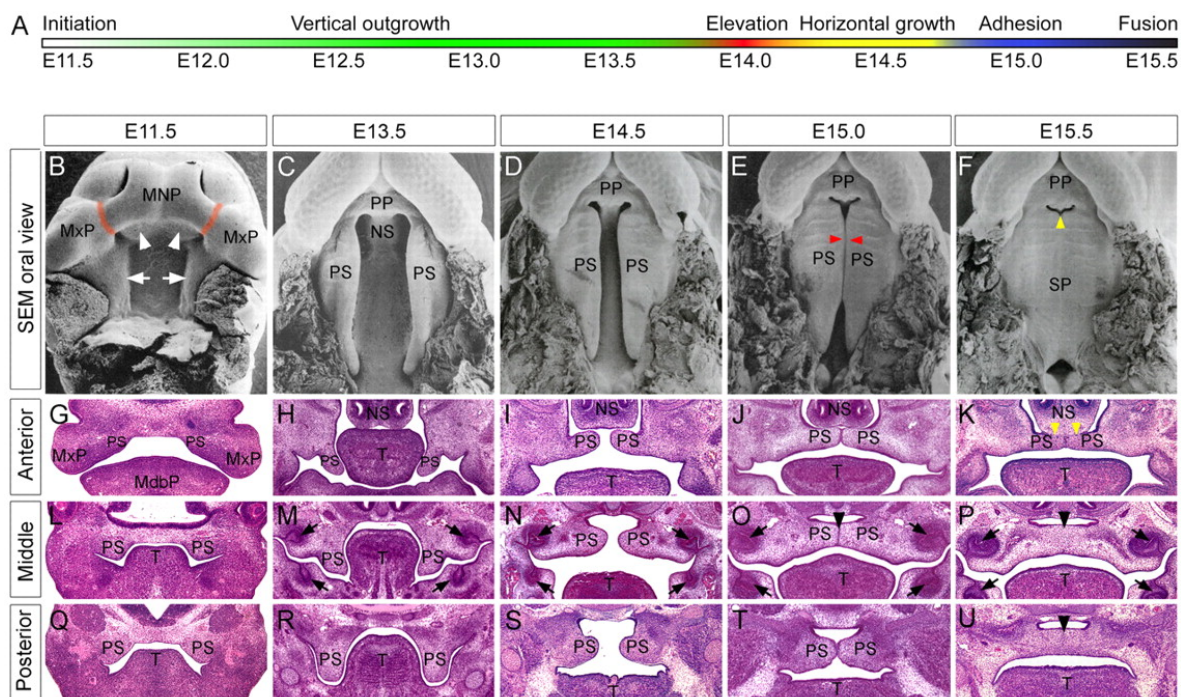 A
Initiation Vertical outgrowth Elevation Horizontal growth Adhesion Fusion
E11.5 E12.0 E12.5 E13.0 E13.5 E14.0 E14.5 E15.0 E15.5
E11.5 E13.5 E14.5 E15.0 E15.5
SEM oral view
B MNP MxP MxP
C PP NS PS PS
D PP PS PS
E PP PS PS
F PP SP
Anterior
G PS PS MxP MxP MdbP
H NS PS T PS
I NS PS PS T
J NS PS PS T
K NS PS PS T
Middle
L PS PS T
M PS PS T
N PS PS T
O PS PS T
P T
Posterior
Q PS PS T
R PS T PS
S PS PS T
T PS PS T
U T